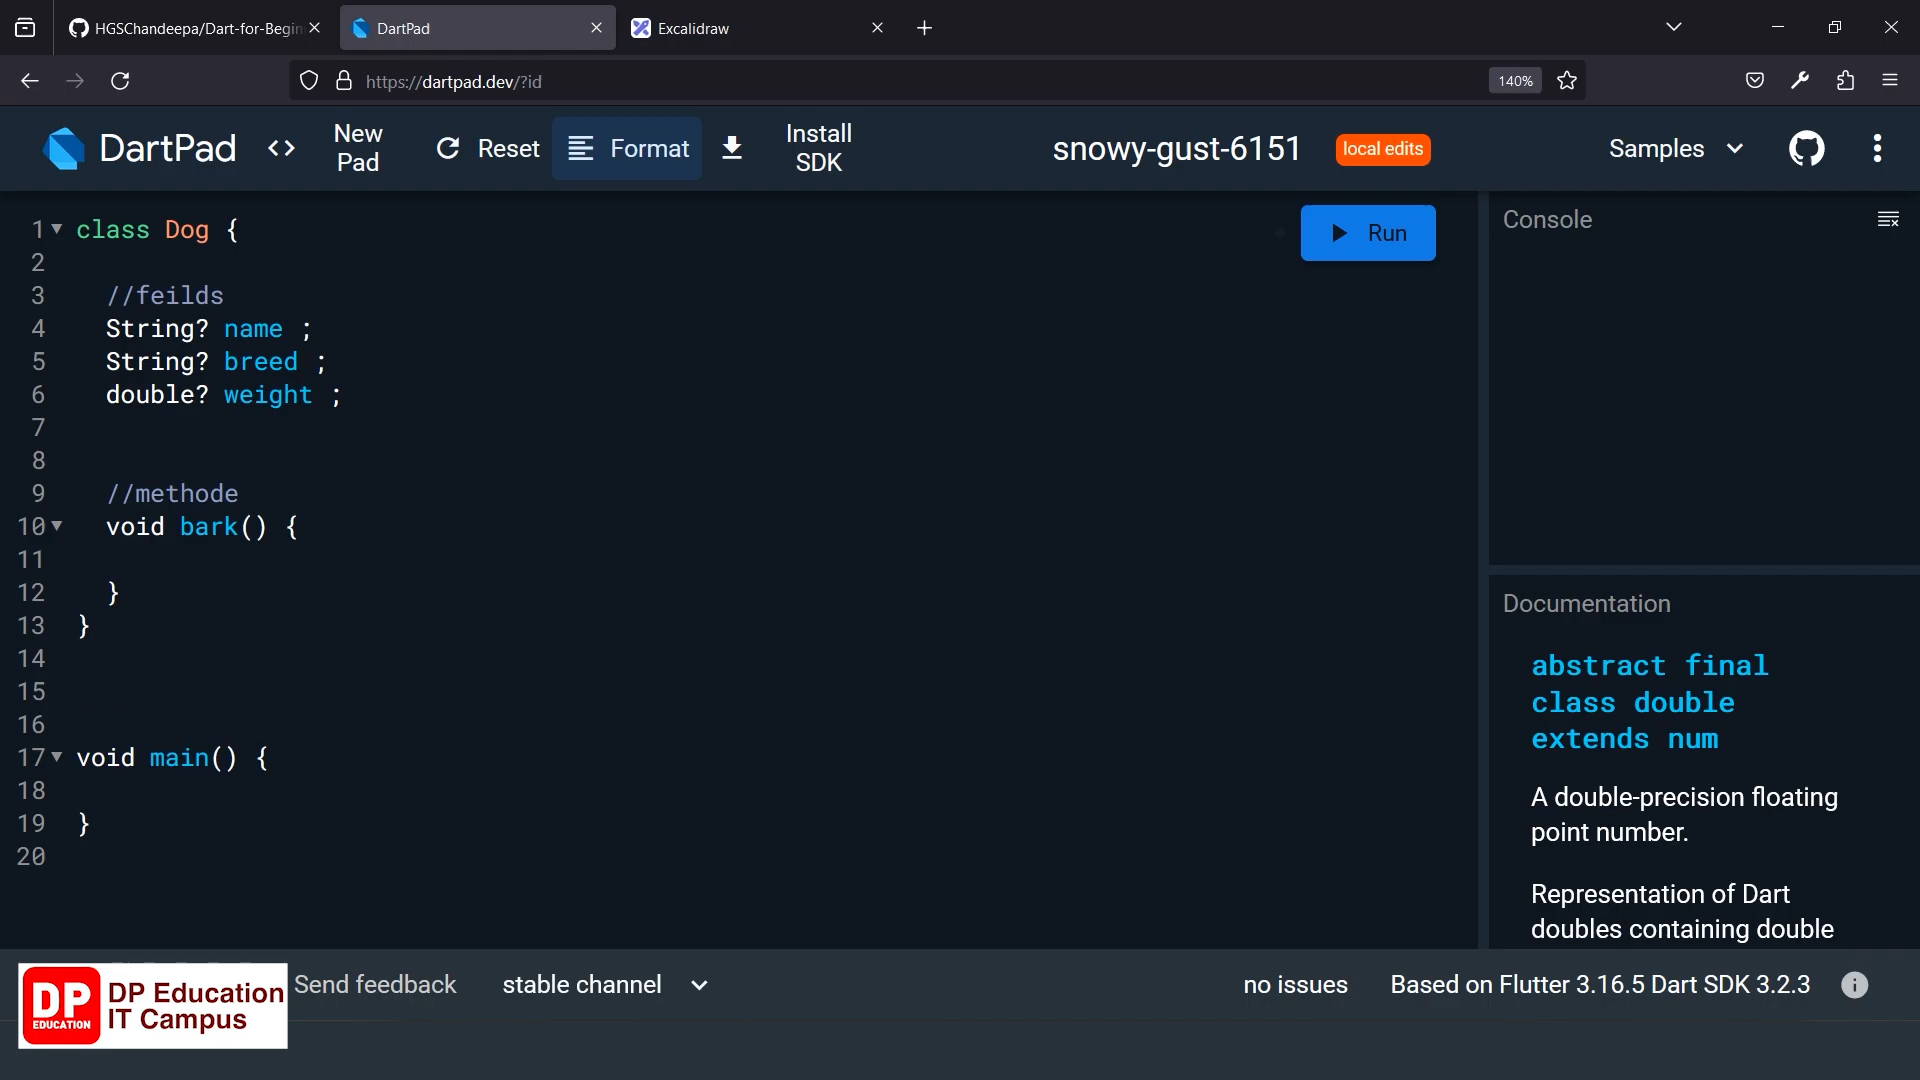 HGSChandeepa/Dart-for-Begin
DartPad
Excalidraw
https://dartpad.dev/?id
140%
DartPad
<> New Pad
Reset
Format
Install SDK
snowy-gust-6151
local edits
Samples
1 class Dog {
2
3 //feilds
4 String? name ;
5 String? breed ;
6 double? weight ;
7
8
9 //methode
10 void bark() {
11
12 }
13 }
14
15
16
17 void main() {
18
19 }
20
Run
Console
Documentation
abstract final
class double
extends num
A double-precision floating
point number.
Representation of Dart
doubles containing double
DP EDUCATION
DP Education
IT Campus
Send feedback
stable channel
no issues
Based on Flutter 3.16.5 Dart SDK 3.2.3